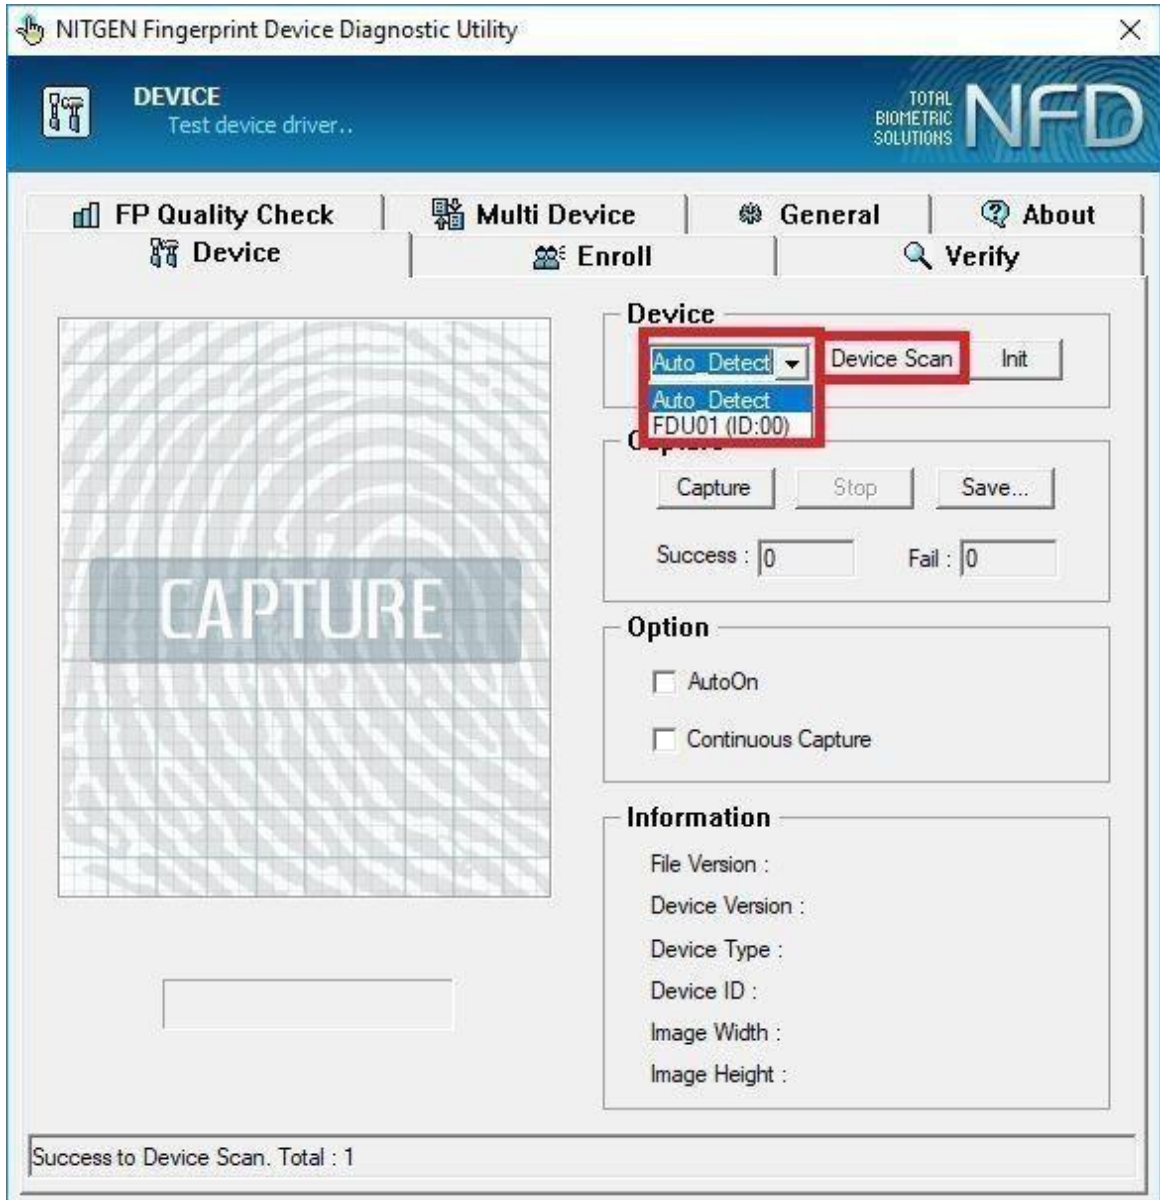 NITGEN Fingerprint Device Diagnostic Utility
DEVICE
Test device driver..
TOTAL
BIOMETRIC
SOLUTIONS
NFD
FP Quality Check
Multi Device
General
About
Device
Enroll
Verify
Device
Auto_Detect
Device Scan
Init
Auto_Detect
FDU01 (ID:00)
Capture
Capture
Stop
Save...
Success : 0
Fail : 0
CAPTURE
Option
AutoOn
Continuous Capture
Information
File Version :
Device Version :
Device Type :
Device ID :
Image Width :
Image Height :
Success to Device Scan. Total : 1